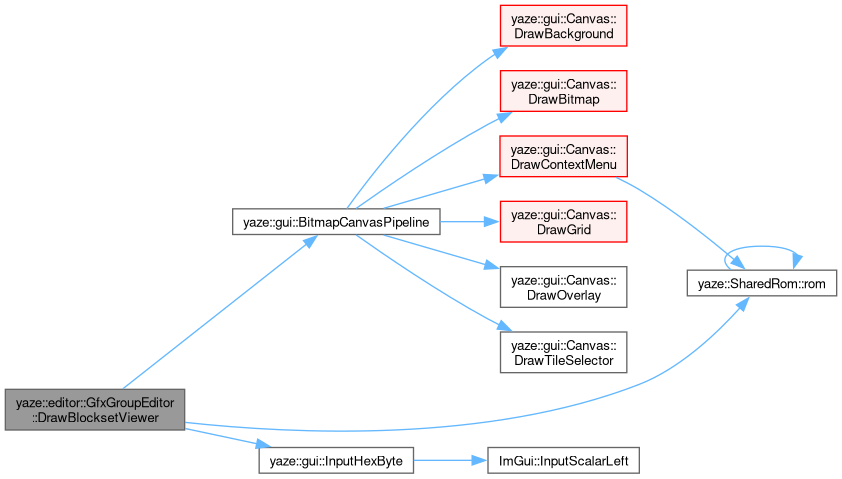 yaze::gui::Canvas::
DrawBackground
yaze::gui::Canvas::
DrawBitmap
yaze::gui::Canvas::
DrawContextMenu
yaze::gui::BitmapCanvasPipeline
yaze::gui::Canvas::
DrawGrid
yaze::gui::Canvas::
DrawOverlay
yaze::SharedRom::rom
yaze::gui::Canvas::
DrawTileSelector
yaze::editor::GfxGroupEditor
::DrawBlocksetViewer
yaze::gui::InputHexByte
ImGui::InputScalarLeft